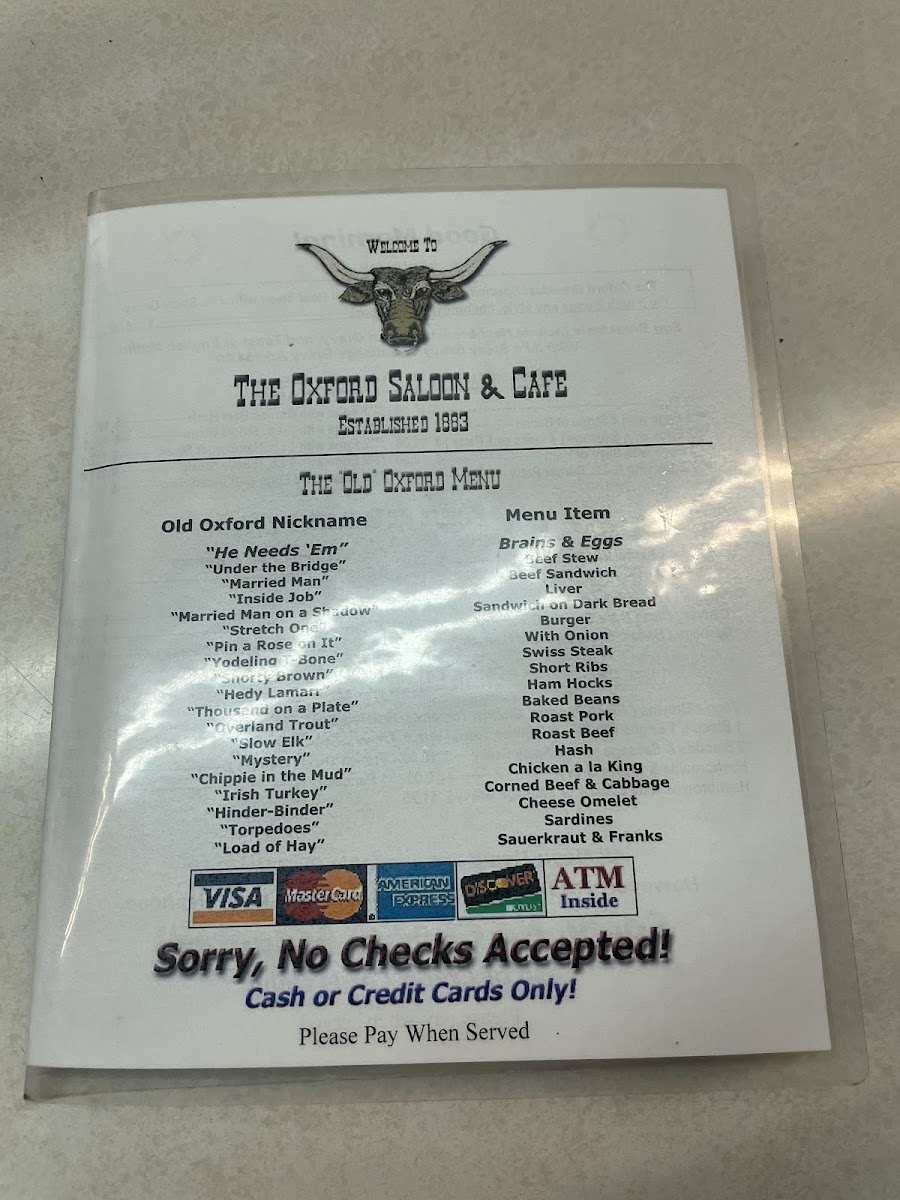 WELCOME TO
THE OXFORD SALOON & CAFE
ESTABLISHED 1883
THE "OLD" OXFORD MENU
Old Oxford Nickname Menu Item
"He Needs 'Em" Brains & Eggs
"Under the Bridge" Beef Stew
"Married Man" Beef Sandwich
"Inside Job" Liver
"Married Man on a Shadow" Sandwich on Dark Bread
"Stretch One" Burger
"Pin a Rose on It" With Onion
"Yodeling T-Bone" Swiss Steak
"Shorty Brown" Short Ribs
"Hedy Lamarr" Ham Hocks
"Thousand on a Plate" Baked Beans
"Overland Trout" Roast Pork
"Slow Elk" Roast Beef
"Mystery" Hash
"Chippie in the Mud" Chicken a la King
"Irish Turkey" Corned Beef & Cabbage
"Hinder-Binder" Cheese Omelet
"Torpedoes" Sardines
"Load of Hay" Sauerkraut & Franks
VISA MasterCard AMERICAN EXPRESS DISCOVER ATM Inside
Sorry, No Checks Accepted!
Cash or Credit Cards Only!
Please Pay When Served